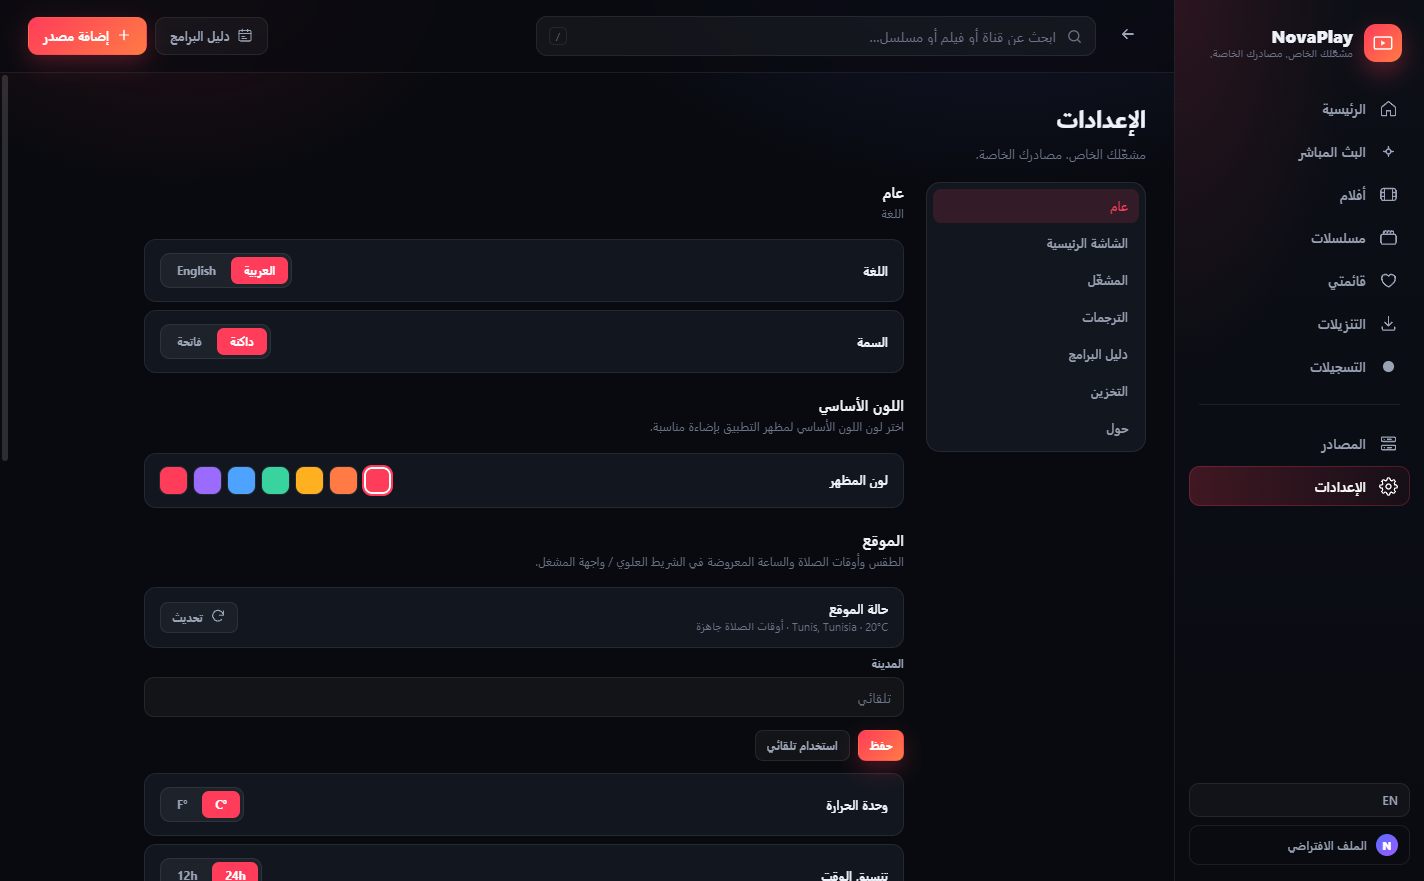 NovaPlay
مشغّلك الخاص. مصادرك الخاصة.
الرئيسية
البث المباشر
أفلام
مسلسلات
قائمتي
التنزيلات
التسجيلات
المصادر
الإعدادات
EN
N الملف الافتراضي
ابحث عن قناة أو فيلم أو مسلسل... /
دليل البرامج
إضافة مصدر +
الإعدادات
مشغّلك الخاص. مصادرك الخاصة.
عام
الشاشة الرئيسية
المشغّل
الترجمات
دليل البرامج
التخزين
حول
عام
اللغة
اللغة
العربية English
السمة
داكنة فاتحة
اللون الأساسي
اختر لون اللون الأساسي لمظهر التطبيق بإضاءة مناسبة.
لون المظهر
الموقع
الطقس وأوقات الصلاة والساعة المعروضة في الشريط العلوي / واجهة المشغل.
حالة الموقع
Tunis, Tunisia · 20°C · أوقات الصلاة جاهزة
تحديث
المدينة
تلقائي
حفظ استخدام تلقائي
وحدة الحرارة
C° F°
تنسيق الوقت
24h 12h